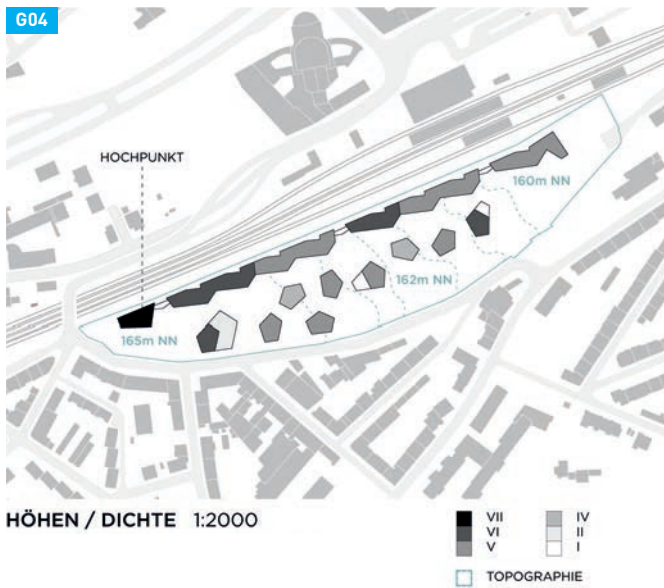 G04
HOCHPUNKT
160m NN
162m NN
165m NN
HÖHEN / DICHTE 1:2000
VII
VI
V
IV
II
I
TOPOGRAPHIE